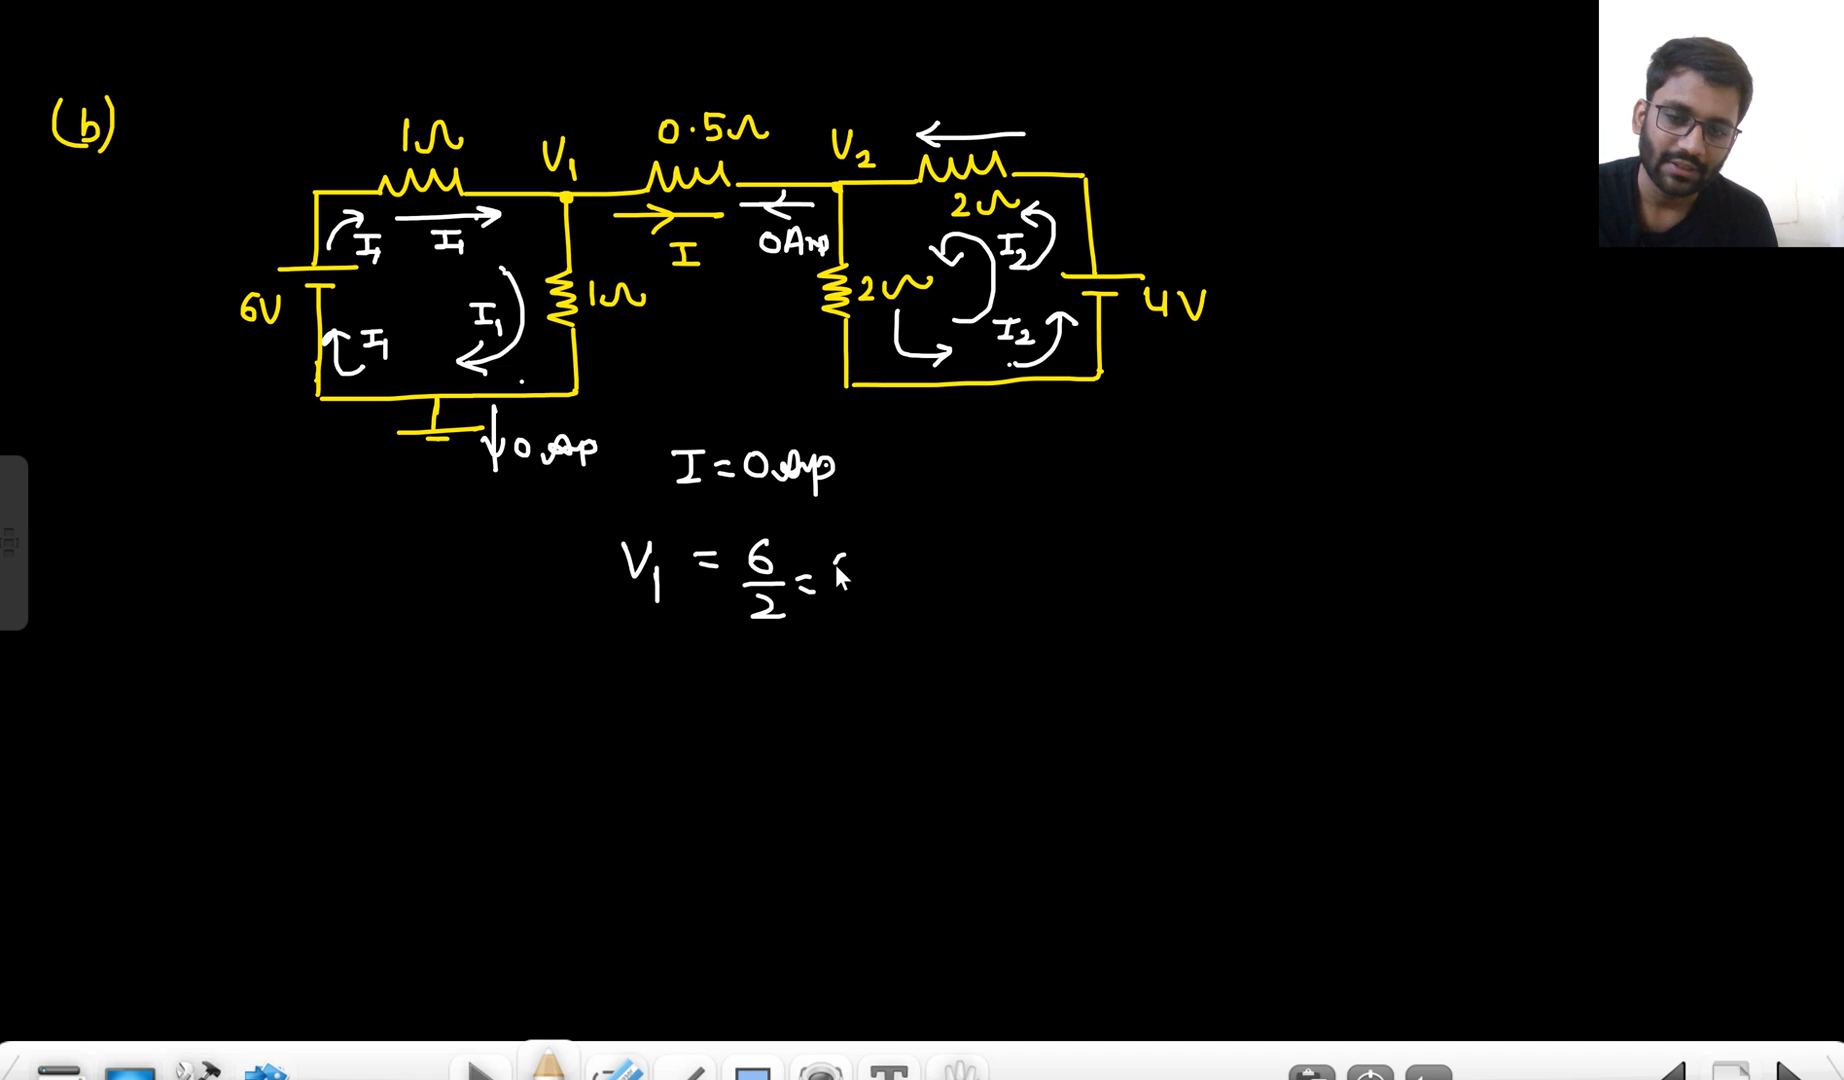 (b)
1Ω
V1
0.5Ω
V2
2Ω
I1
I1
I
0Amp
I2
6V
I1
1Ω
2Ω
4V
I1
I2
0Amp
I = 0Amp
V1 = 6/2 =